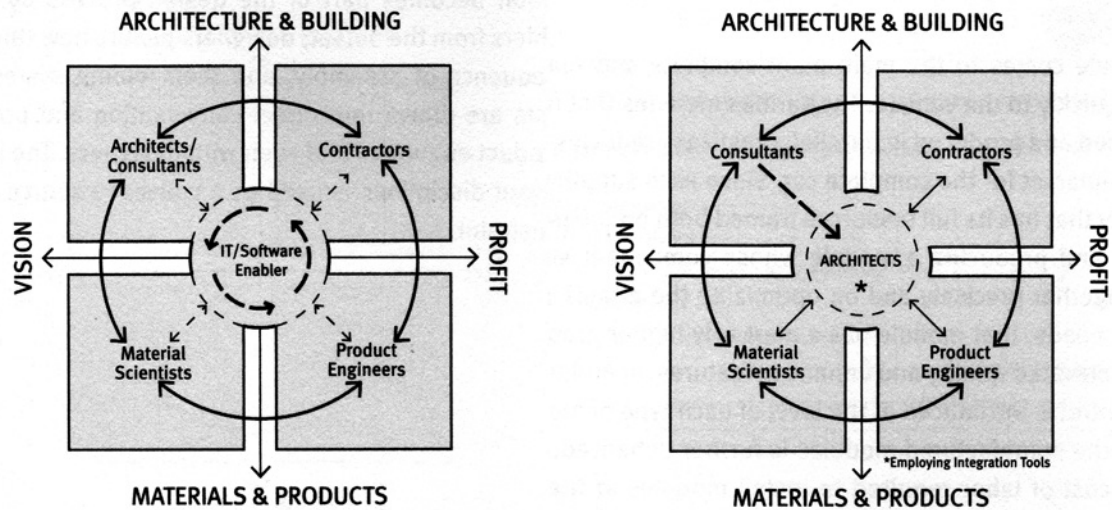 ARCHITECTURE & BUILDING
Architects/
Consultants
Contractors
VISION
IT/Software
Enabler
PROFIT
Material
Scientists
Product
Engineers
MATERIALS & PRODUCTS
ARCHITECTURE & BUILDING
Consultants
Contractors
VISION
ARCHITECTS
*
PROFIT
Material
Scientists
Product
Engineers
*Employing Integration Tools
MATERIALS & PRODUCTS